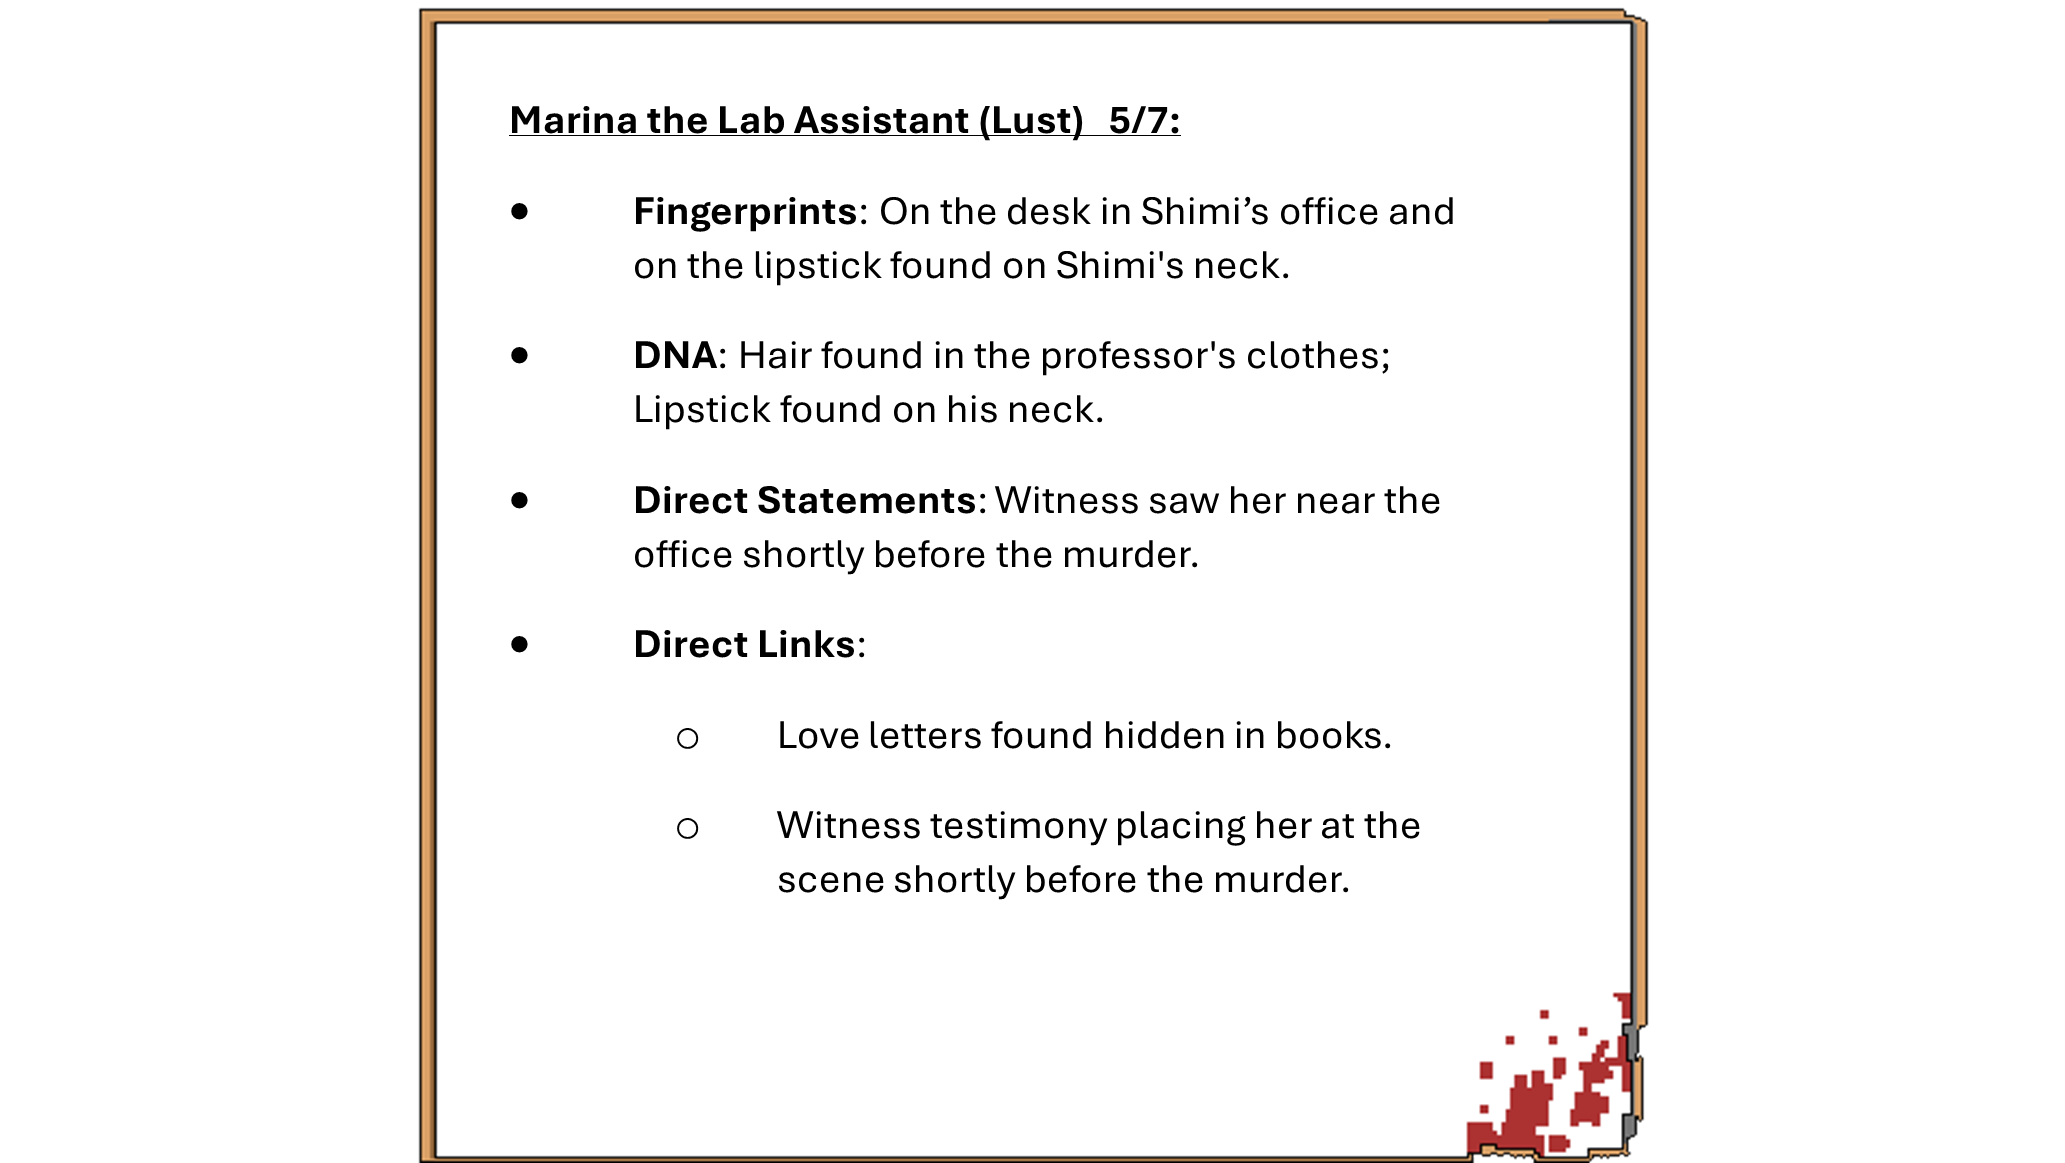 Marina the Lab Assistant (Lust)  5/7:
● Fingerprints: On the desk in Shimi’s office and
on the lipstick found on Shimi's neck.
● DNA: Hair found in the professor's clothes;
Lipstick found on his neck.
● Direct Statements: Witness saw her near the
office shortly before the murder.
● Direct Links:
○ Love letters found hidden in books.
○ Witness testimony placing her at the
scene shortly before the murder.